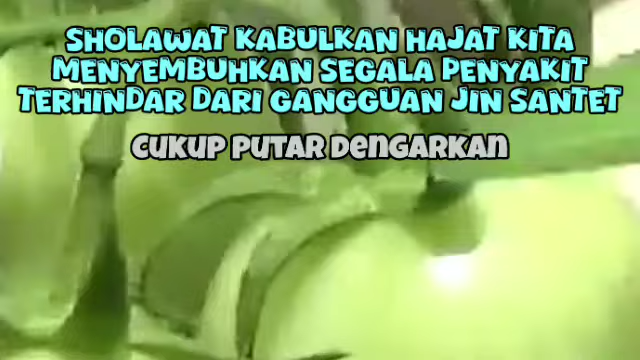 SHOLAWAT KABULKAN HAJAT KITA
MENYEMBUHKAN SEGALA PENYAKIT
TERHINDAR DARI GANGGUAN JIN SANTET
CUKUP PUTAR DENGARKAN